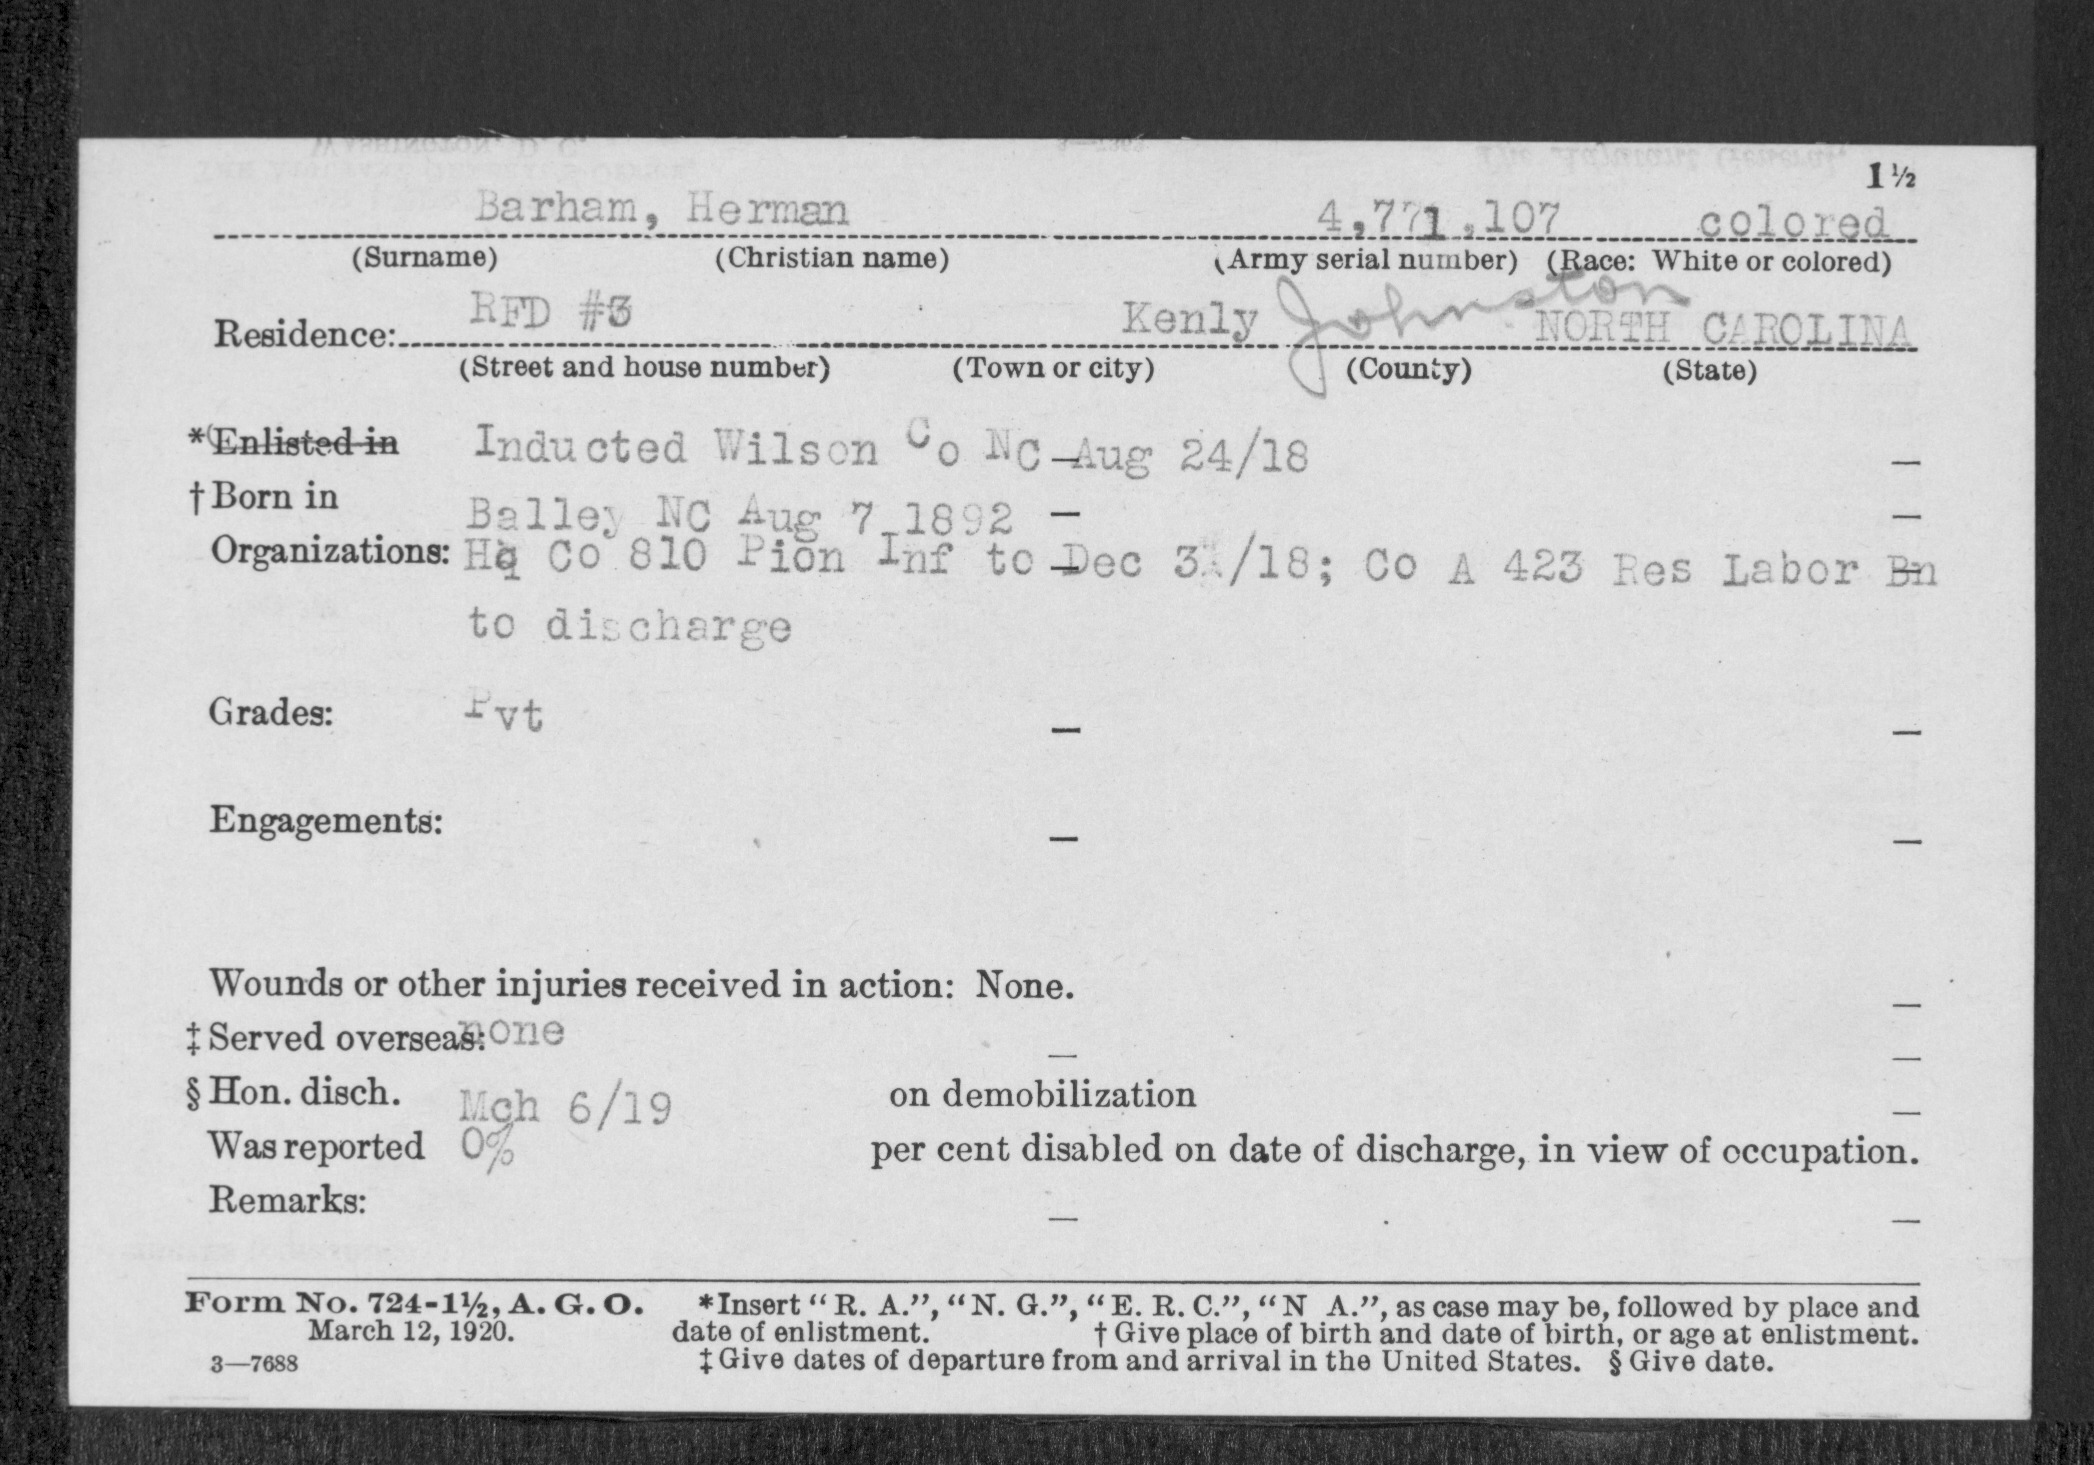 1½
Barham, Herman 4,771,107 colored
(Surname) (Christian name) (Army serial number) (Race: White or colored)
Residence: RFD #3 Kenly Johnston NORTH CAROLINA
(Street and house number) (Town or city) (County) (State)
*Enlisted in Inducted Wilson Co NC – Aug 24/18 –
†Born in Balley NC Aug 7 1892 – –
Organizations: Hq Co 810 Pion Inf to Dec /18; Co A 423 Res Labor Bn
to discharge
Grades: Pvt – –
Engagements: – –
Wounds or other injuries received in action: None. –
‡Served overseas: none – –
§Hon. disch. Mch 6/19 on demobilization –
Was reported 0% per cent disabled on date of discharge, in view of occupation.
Remarks: – –
Form No. 724-1½, A. G. O. *Insert "R. A.", "N. G.", "E. R. C.", "N A.", as case may be, followed by place and
March 12, 1920. date of enlistment. †Give place of birth and date of birth, or age at enlistment.
3—7688 ‡Give dates of departure from and arrival in the United States. §Give date.